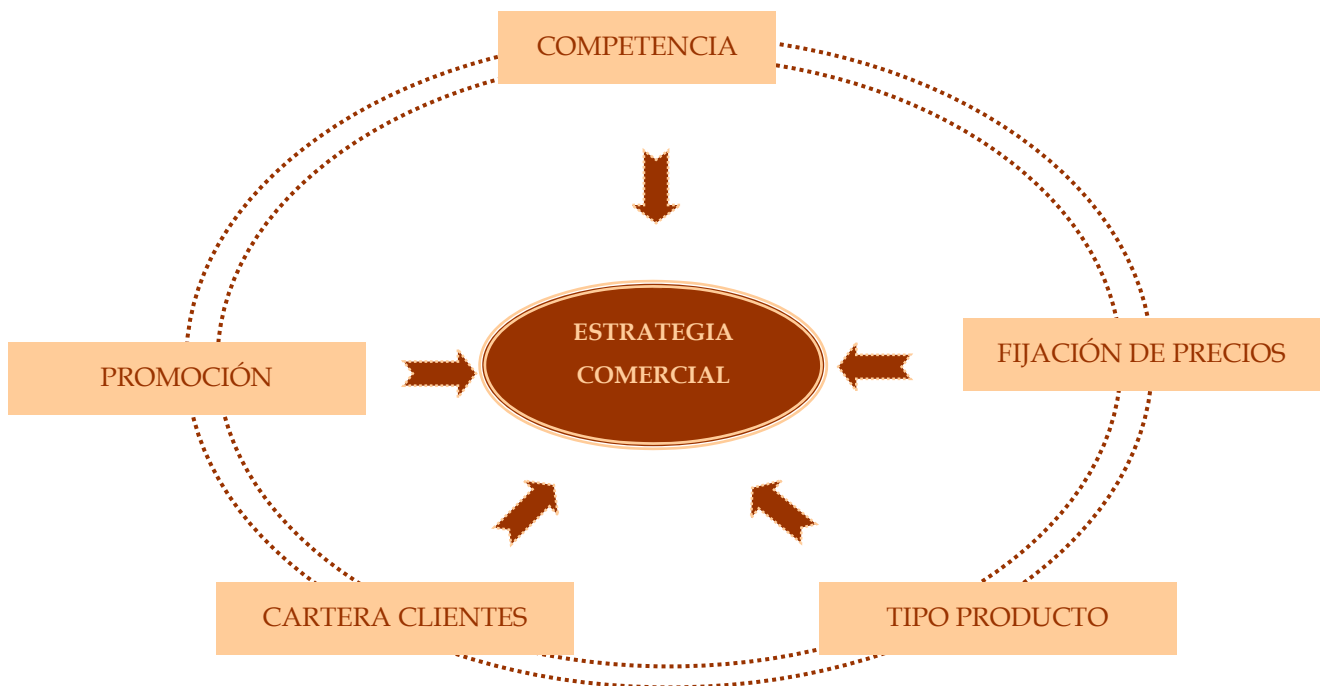 COMPETENCIA
ESTRATEGIA
COMERCIAL
FIJACIÓN DE PRECIOS
PROMOCIÓN
CARTERA CLIENTES
TIPO PRODUCTO